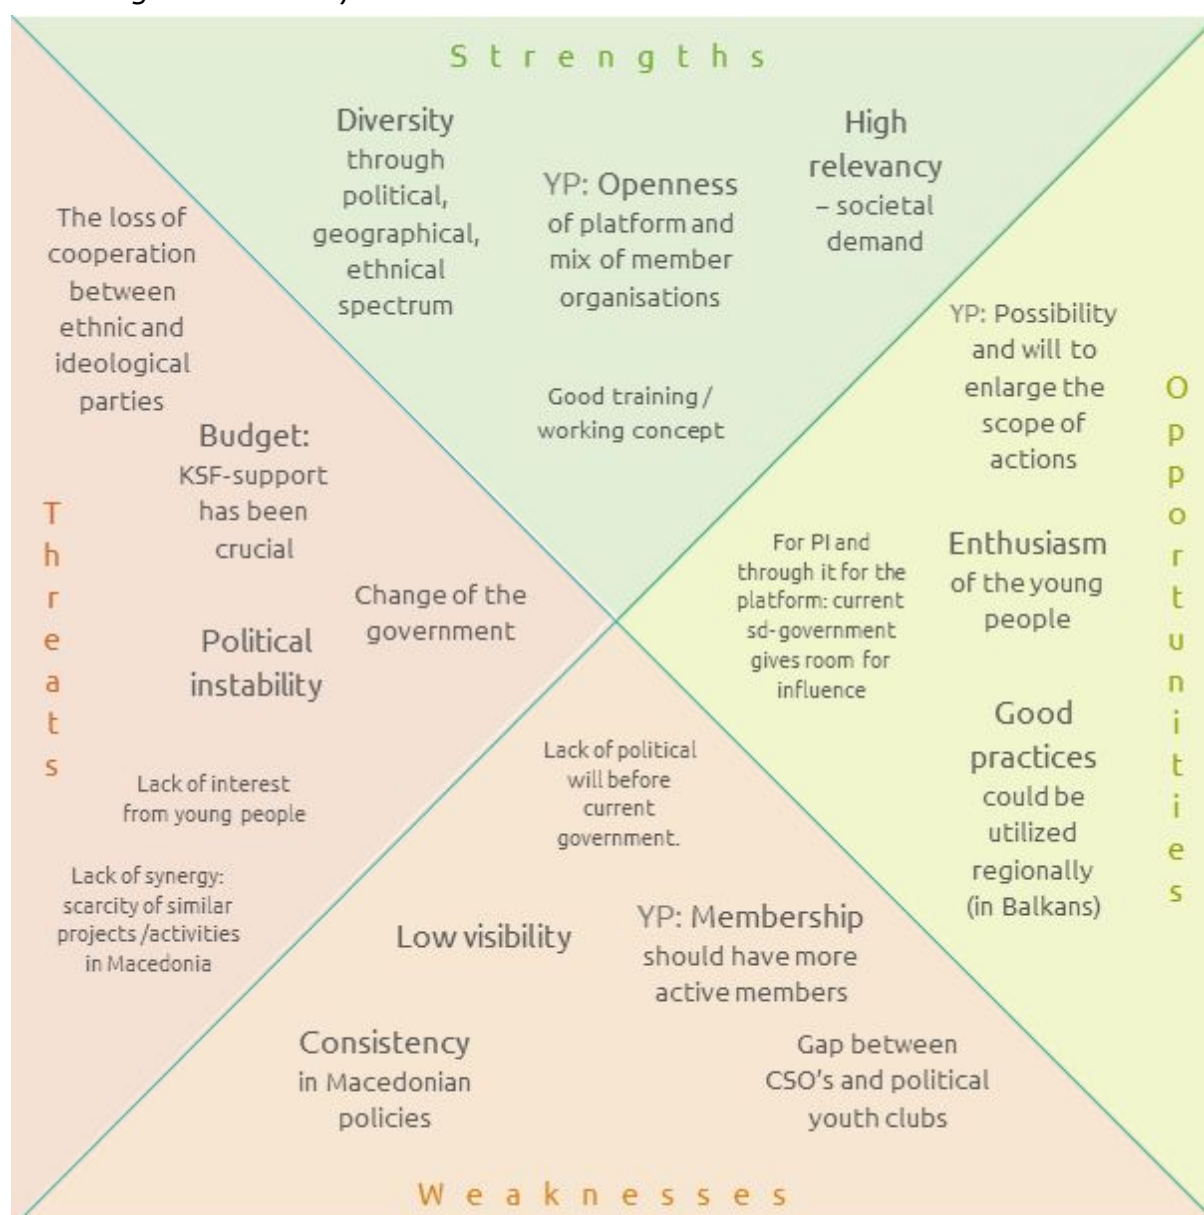 Strengths
Diversity
through
political,
geographical,
ethnical
spectrum
YP: Openness
of platform and
mix of member
organisations
High
relevancy
– societal
demand
Good training /
working concept
Threats
The loss of
cooperation
between
ethnic and
ideological
parties
Budget:
KSF-support
has been
crucial
Change of the
government
Political
instability
Lack of interest
from young people
Lack of synergy:
scarcity of similar
projects /activities
in Macedonia
Opportunities
YP: Possibility
and will to
enlarge the
scope of
actions
For PI and
through it for the
platform: current
sd-government
gives room for
influence
Enthusiasm
of the young
people
Good
practices
could be
utilized
regionally
(in Balkans)
Lack of political
will before
current
government.
Low visibility
YP: Membership
should have more
active members
Consistency
in Macedonian
policies
Gap between
CSO's and political
youth clubs
Weaknesses